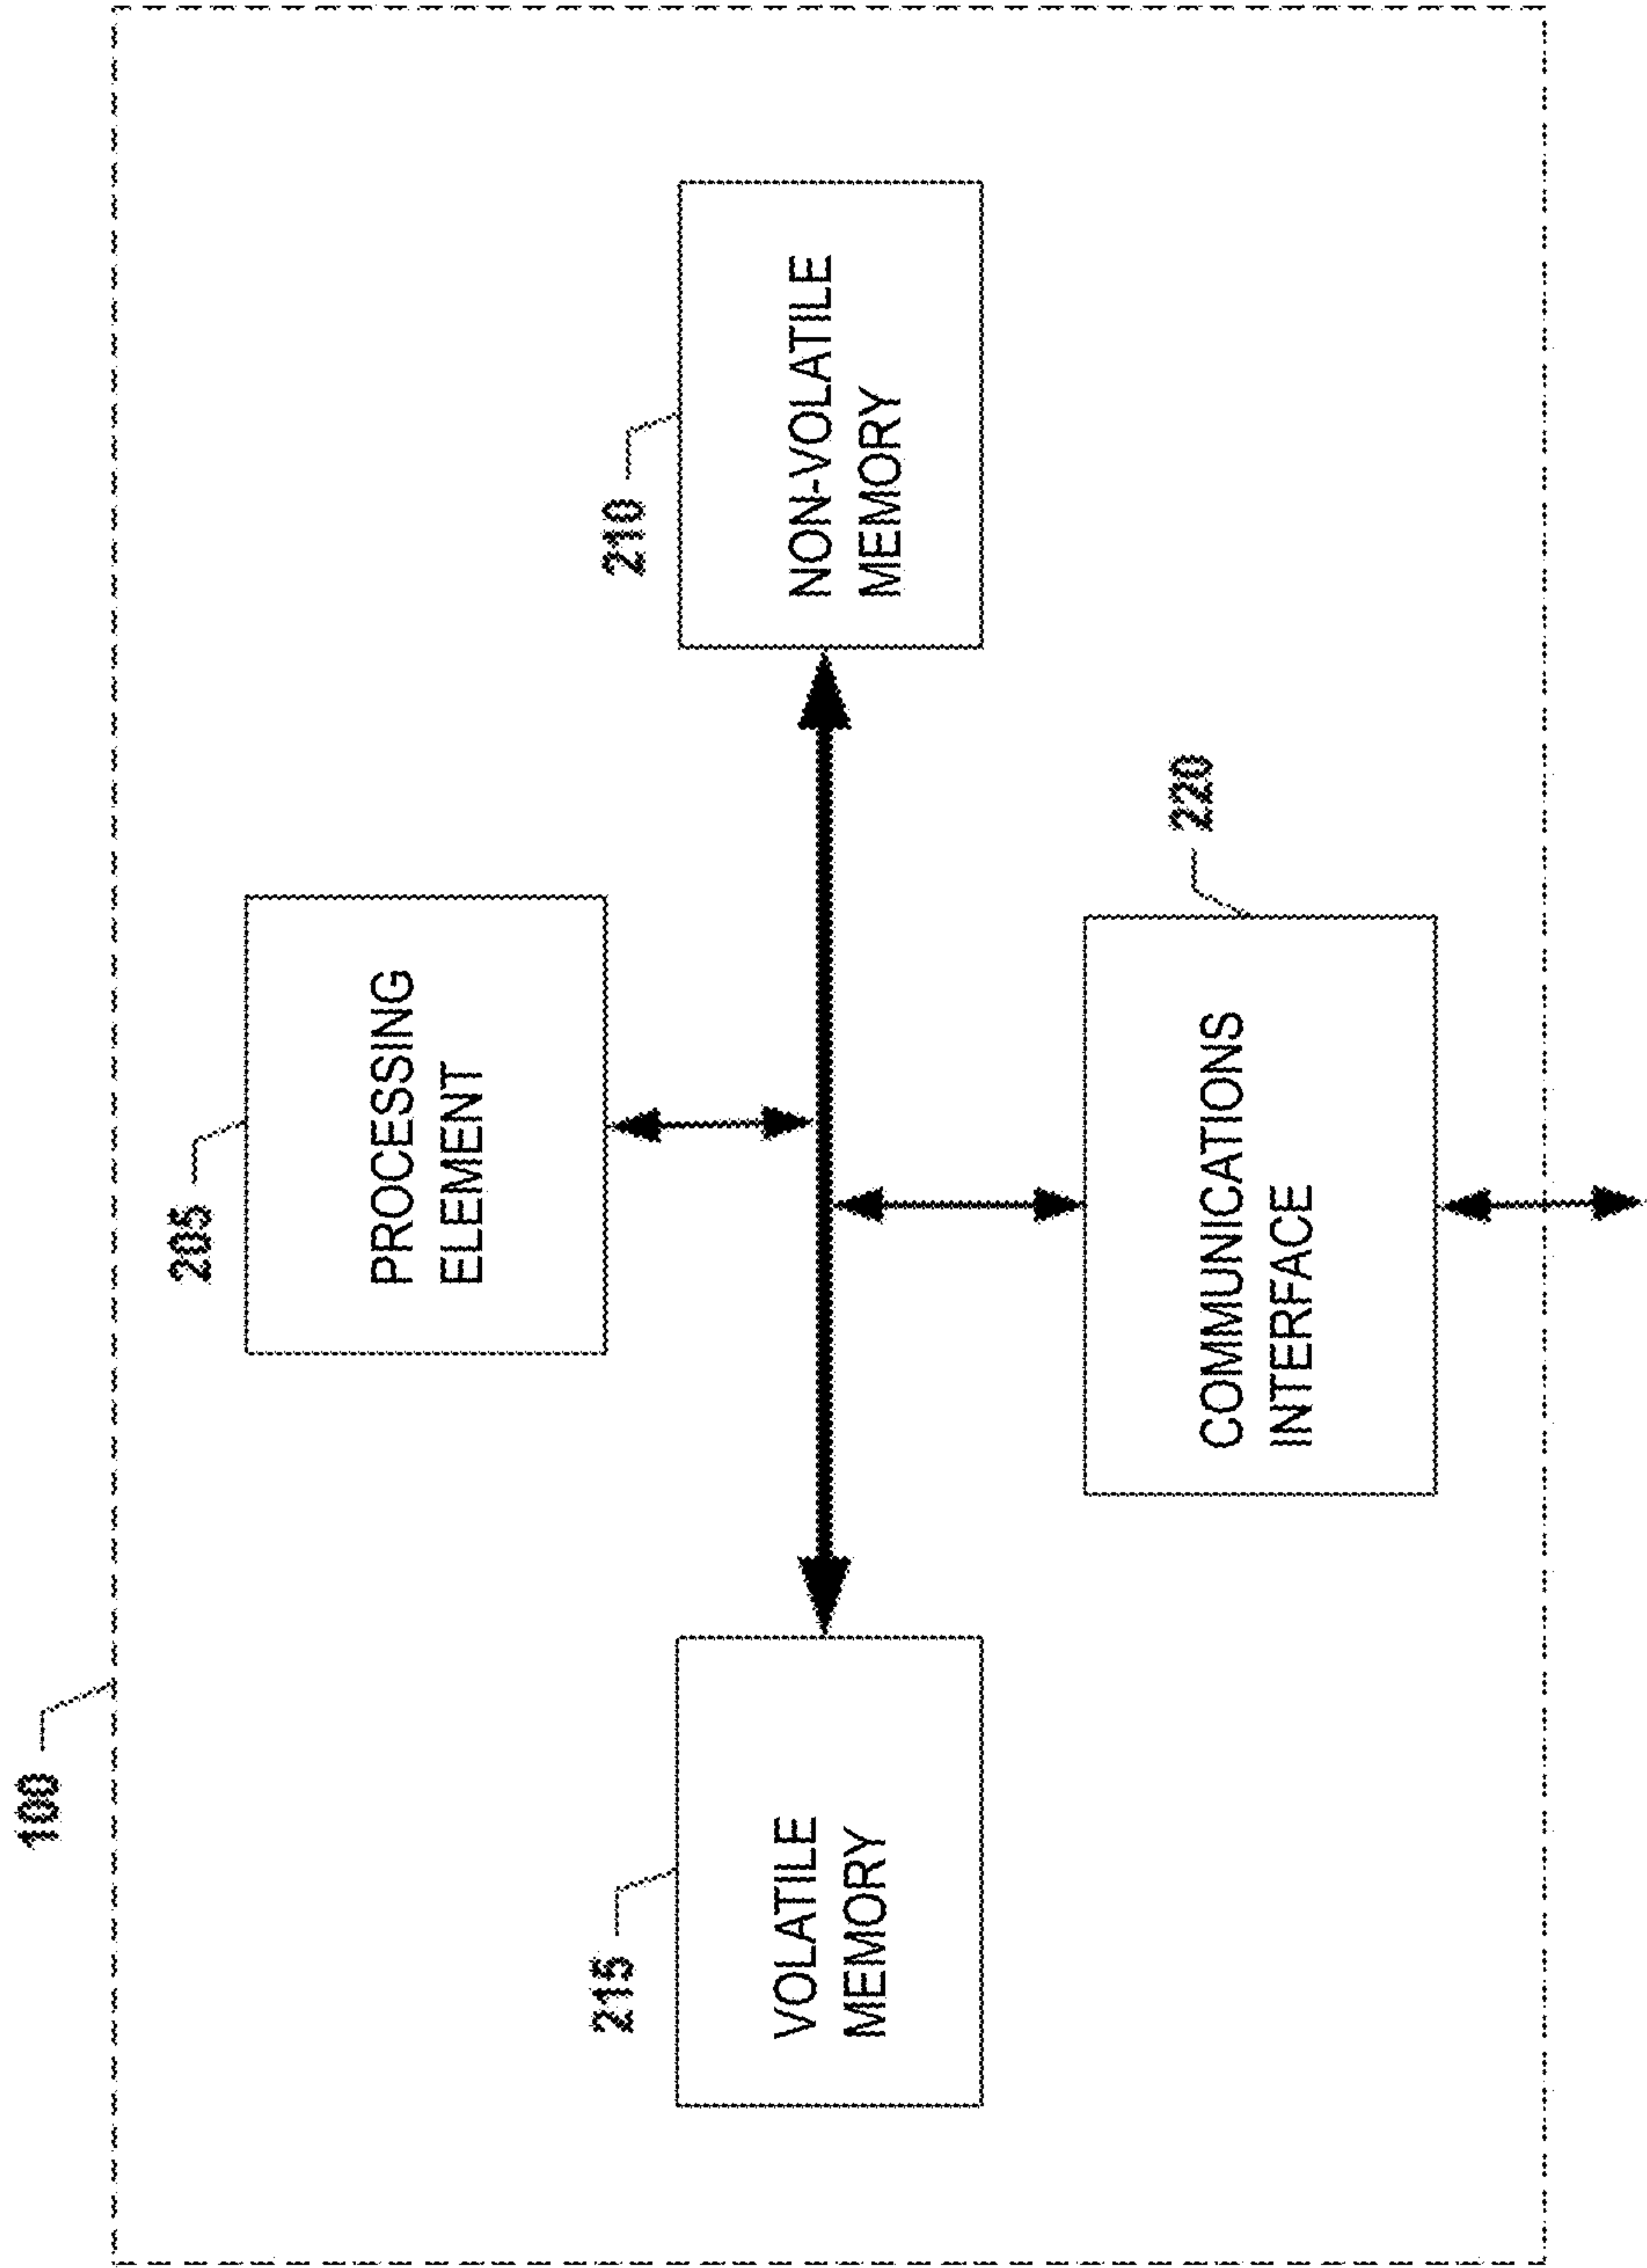 100
205
PROCESSING
ELEMENT
215
VOLATILE
MEMORY
210
NON-VOLATILE
MEMORY
220
COMMUNICATIONS
INTERFACE